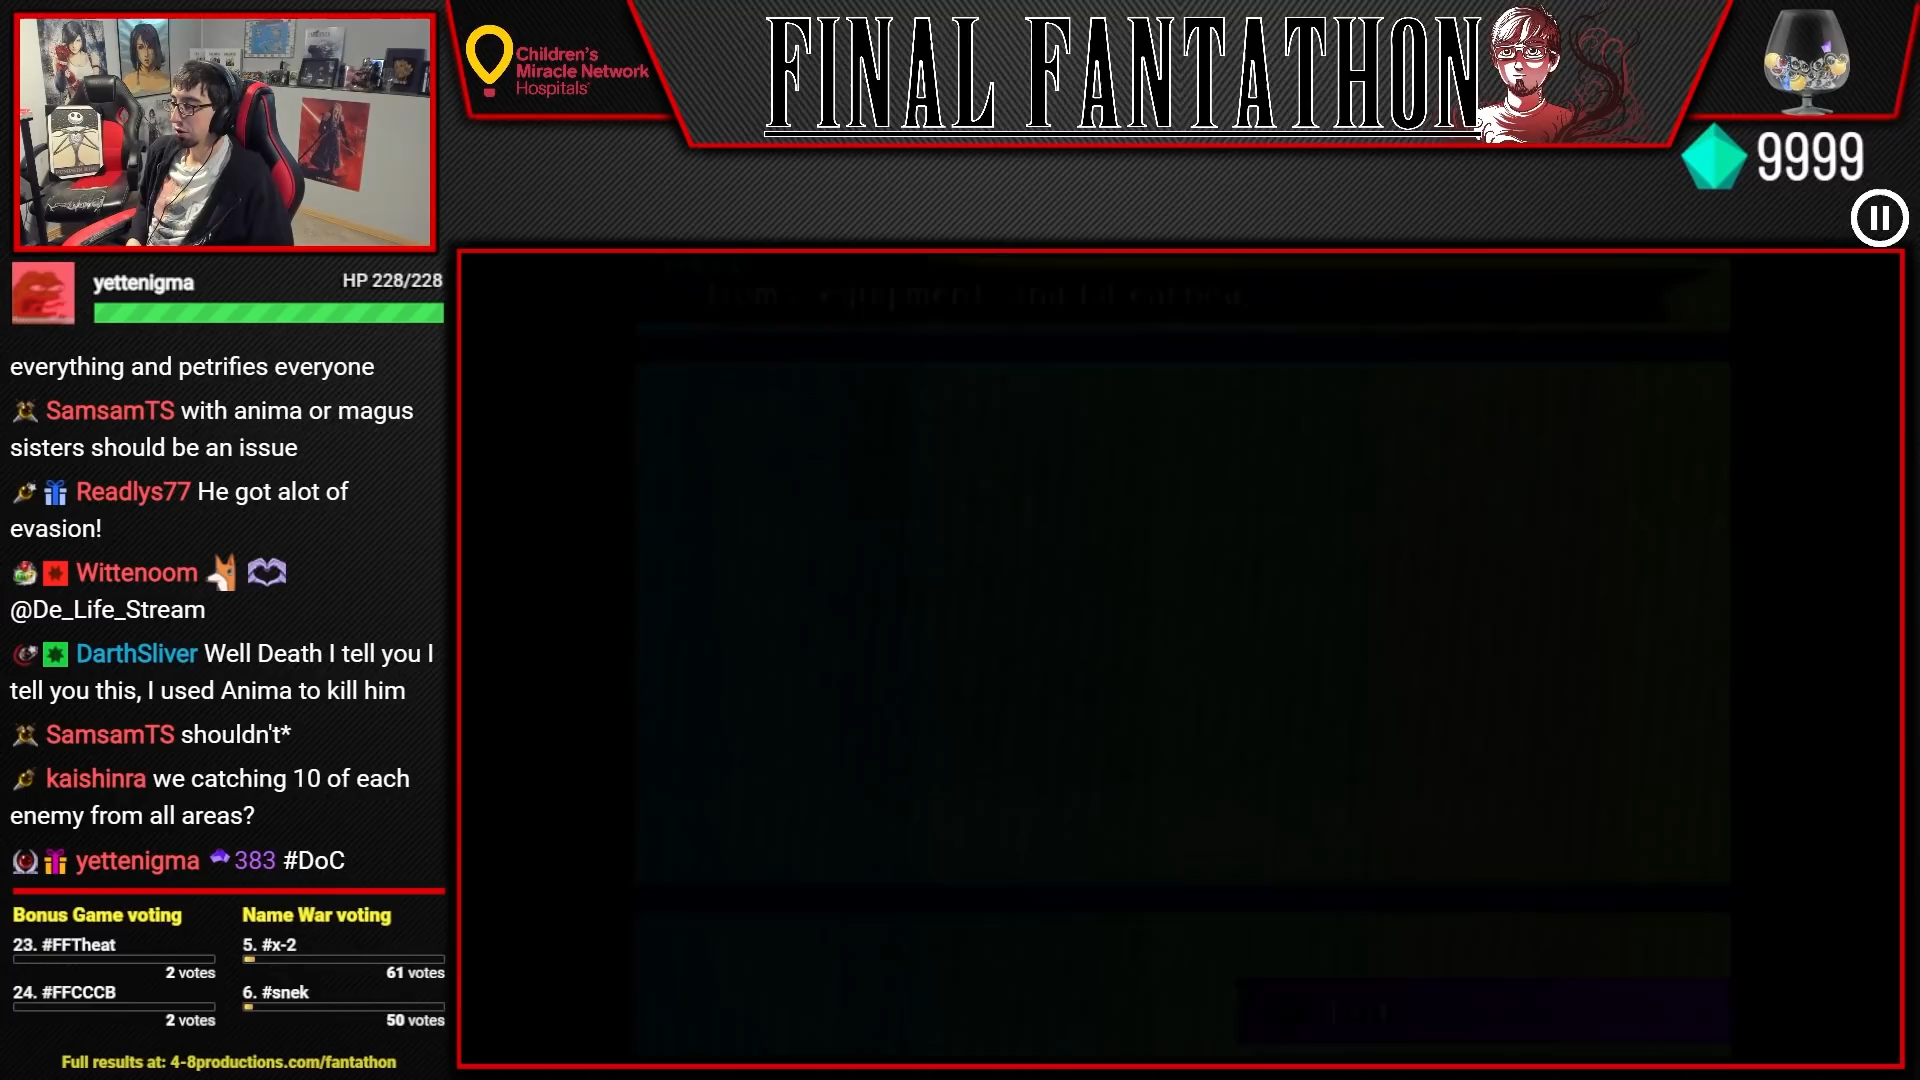 Children's
Miracle Network
Hospitals
FINAL FANTATHON
9999
yettenigma
HP 228/228
everything and petrifies everyone
SamsamTS with anima or magus
sisters should be an issue
Readlys77 He got alot of
evasion!
Wittenoom
@De_Life_Stream
DarthSliver Well Death I tell you I
tell you this, I used Anima to kill him
SamsamTS shouldn't*
kaishinra we catching 10 of each
enemy from all areas?
yettenigma 383 #DoC
Bonus Game voting
23. #FFTheat
2 votes
24. #FFCCCB
2 votes
Name War voting
5. #x-2
61 votes
6. #snek
50 votes
Full results at: 4-8productions.com/fantathon